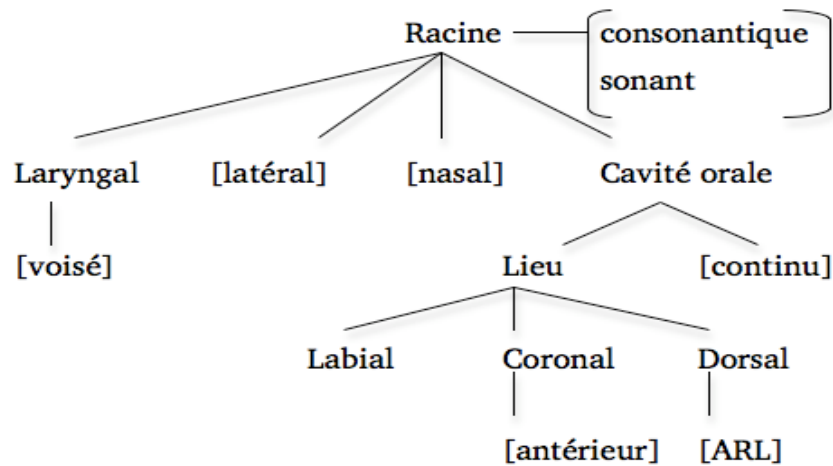 Racine consonantique
sonant
Laryngal [latéral] [nasal] Cavité orale
[voisé] Lieu [continu]
Labial Coronal Dorsal
[antérieur] [ARL]